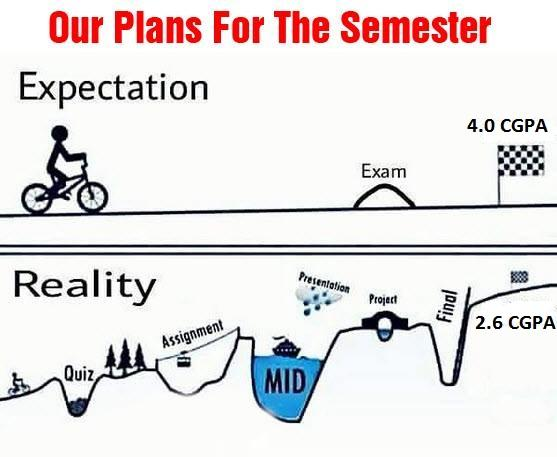 Our Plans For The Semester
Expectation
4.0 CGPA
Exam
Reality
Presentation
Project
Final
Assignment
2.6 CGPA
Quiz
MID